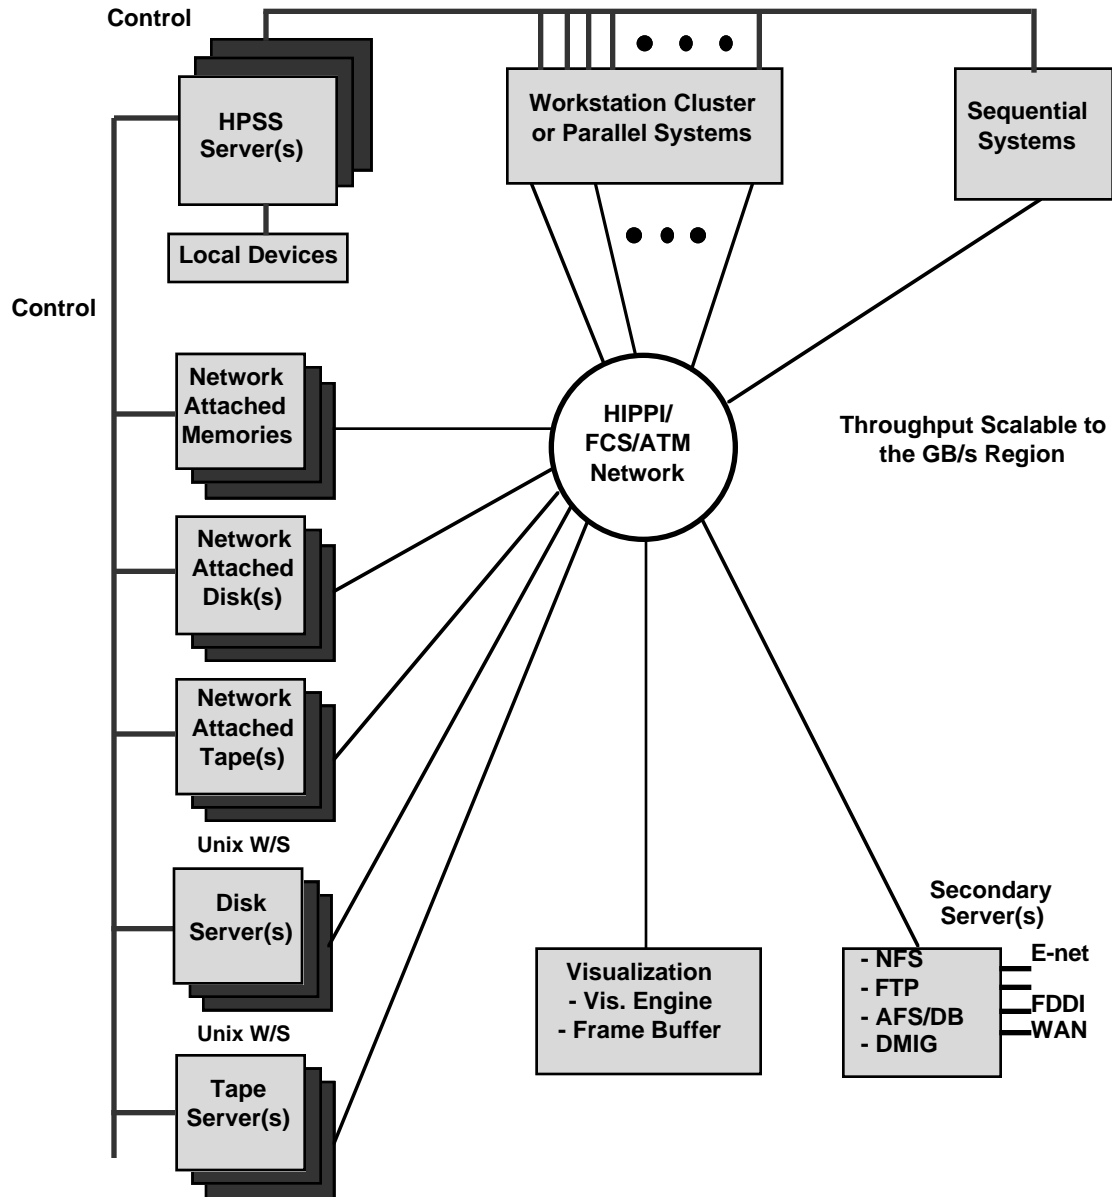 Control
HPSS
Server(s)
Workstation Cluster
or Parallel Systems
Sequential
Systems
Local Devices
Control
Network
Attached
Memories
HIPPI/
FCS/ATM
Network
Throughput Scalable to
the GB/s Region
Network
Attached
Disk(s)
Network
Attached
Tape(s)
Unix W/S
Disk
Server(s)
Unix W/S
Tape
Server(s)
Visualization
- Vis. Engine
- Frame Buffer
Secondary
Server(s)
- NFS
- FTP
- AFS/DB
- DMIG
E-net
FDDI
WAN